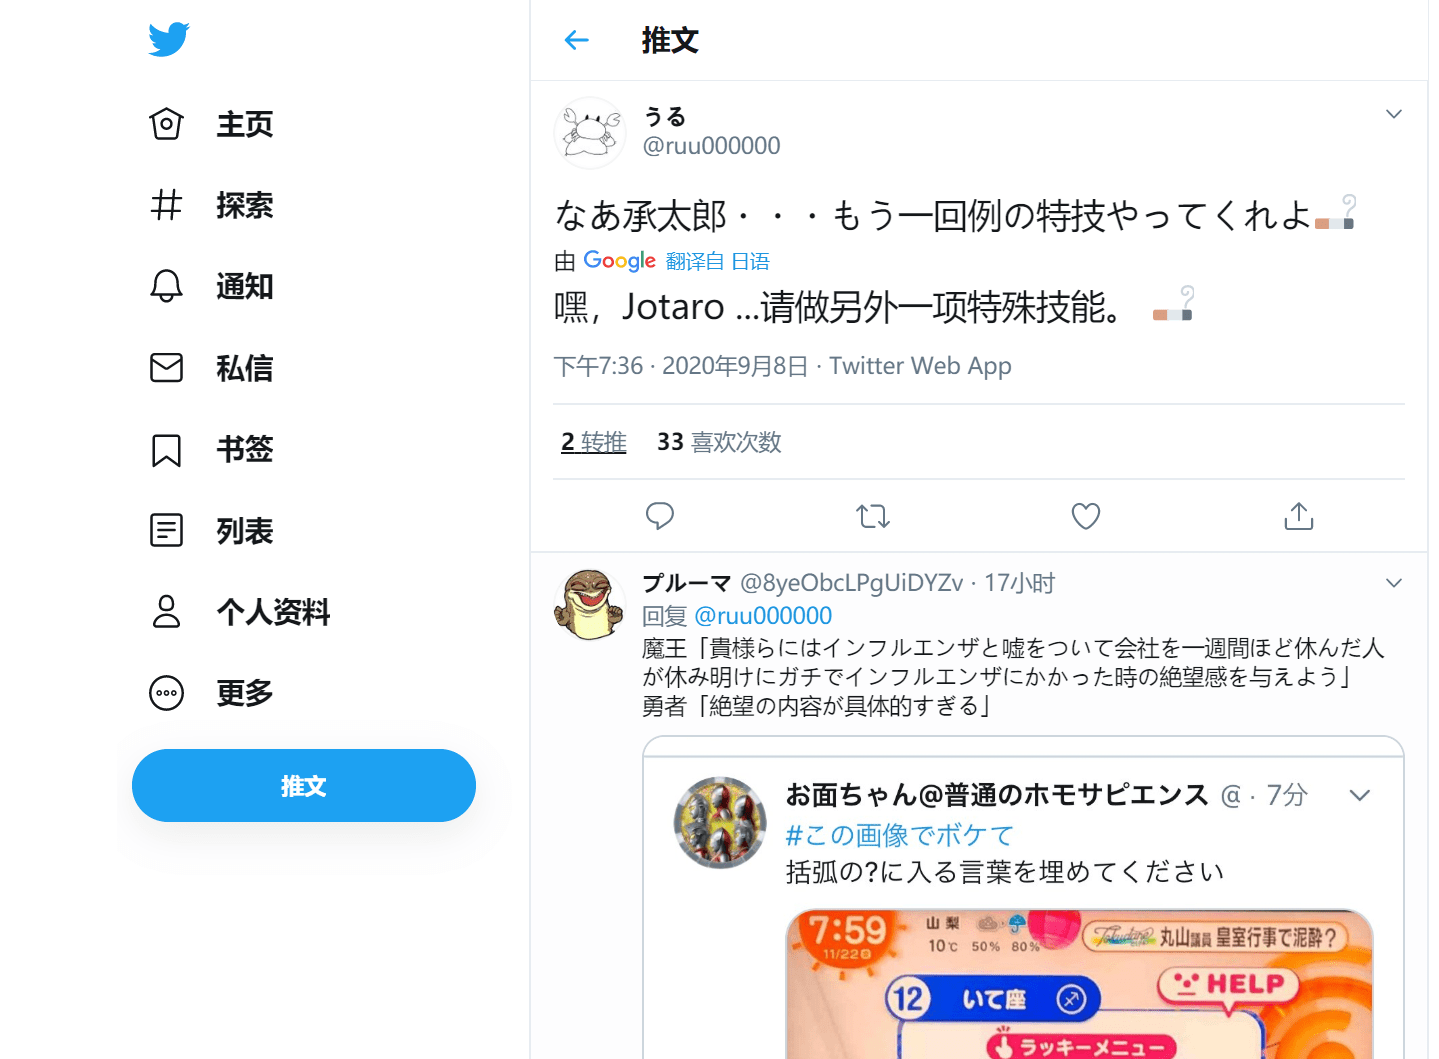 推文
主页
探索
通知
私信
书签
列表
个人资料
更多
推文
うる
@ruu000000
なあ承太郎・・・もう一回例の特技やってくれよ
由 Google 翻译自 日语
嘿，Jotaro ...请做另外一项特殊技能。
下午7:36 · 2020年9月8日 · Twitter Web App
2 转推 33 喜欢次数
プルーマ @8yeObcLPgUiDYZv · 17小时
回复 @ruu000000
魔王「貴様らにはインフルエンザと嘘をついて会社を一週間ほど休んだ人
が休み明けにガチでインフルエンザにかかった時の絶望感を与えよう」
勇者「絶望の内容が具体的すぎる」
お面ちゃん@普通のホモサピエンス @ · 7分
#この画像でボケて
括弧の?に入る言葉を埋めてください
7:59
11/22日
山梨
10℃ 50% 80%
丸山議員 皇室行事で泥酔？
12 いて座
HELP
ラッキーメニュー